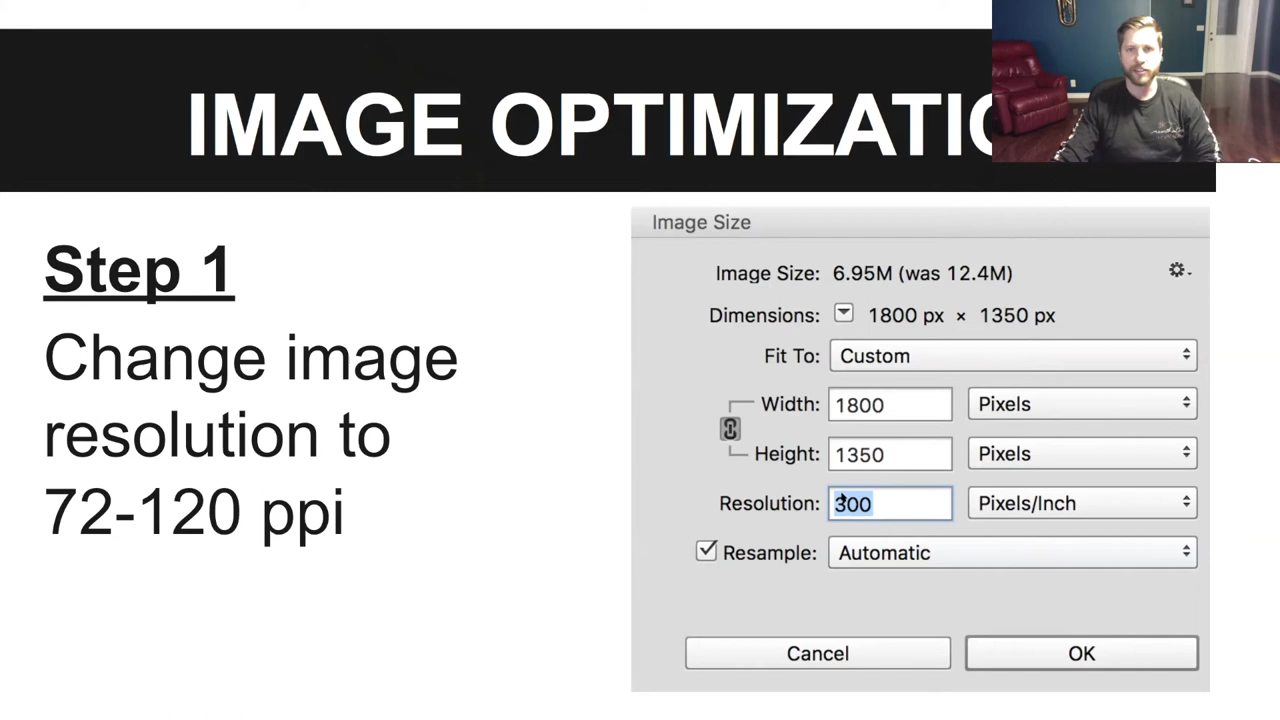 IMAGE OPTIMIZATIO
Step 1
Change image
resolution to
72-120 ppi
Image Size
Image Size: 6.95M (was 12.4M)
Dimensions: 1800 px × 1350 px
Fit To: Custom
Width: 1800 Pixels
Height: 1350 Pixels
Resolution: 300 Pixels/Inch
Resample: Automatic
Cancel OK